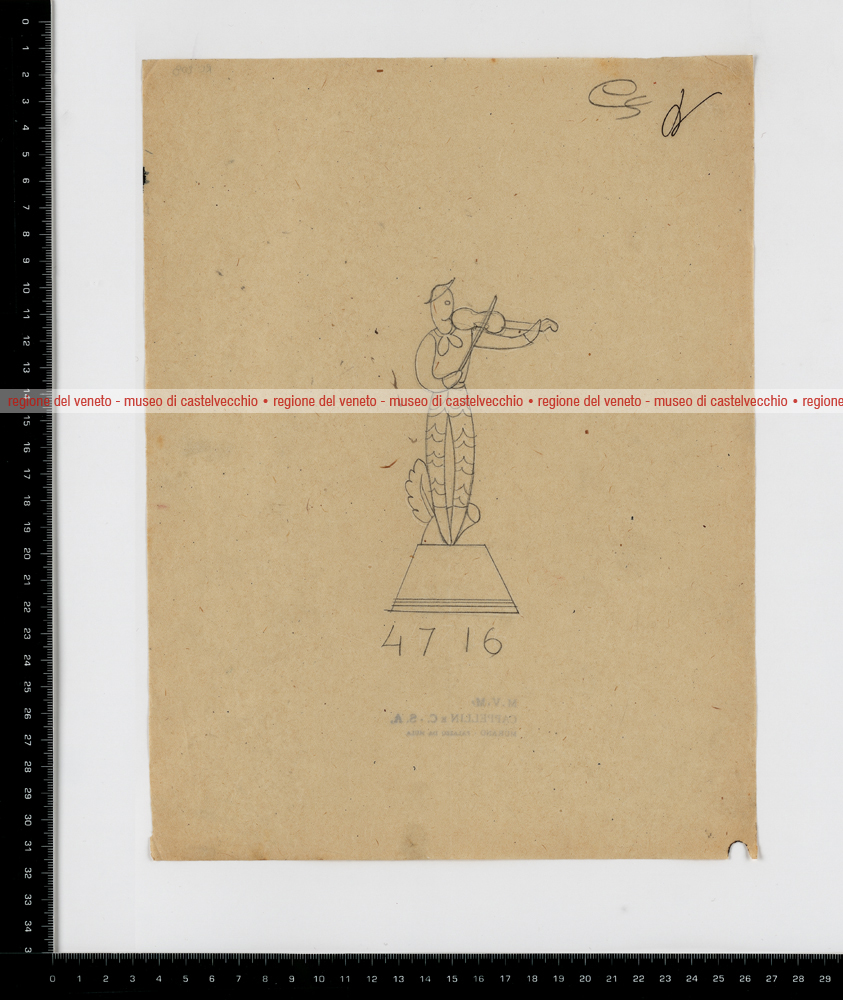 regione del veneto - museo di castelvecchio • regione del veneto - museo di castelvecchio • regione del veneto - museo di castelvecchio • regione
4716
M.V.M.
CAPPELLIN & C. - S.A.
0 1 2 3 4 5 6 7 8 9 10 11 12 13 14 15 16 17 18 19 20 21 22 23 24 25 26 27 28 29 30 31 32 33 34 3
0 1 2 3 4 5 6 7 8 9 10 11 12 13 14 15 16 17 18 19 20 21 22 23 24 25 26 27 28 29